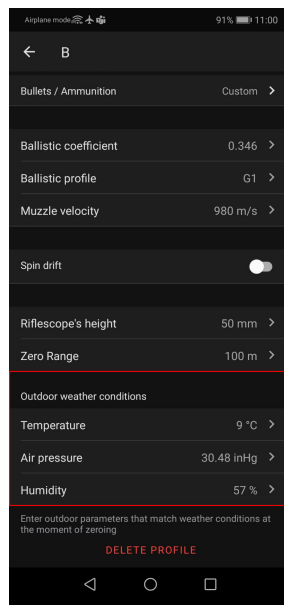 Airplane mode 91% 11:00
B
Bullets / Ammunition Custom
Ballistic coefficient 0.346
Ballistic profile G1
Muzzle velocity 980 m/s
Spin drift
Riflescope's height 50 mm
Zero Range 100 m
Outdoor weather conditions
Temperature 9 °C
Air pressure 30.48 inHg
Humidity 57 %
Enter outdoor parameters that match weather conditions at
the moment of zeroing
DELETE PROFILE